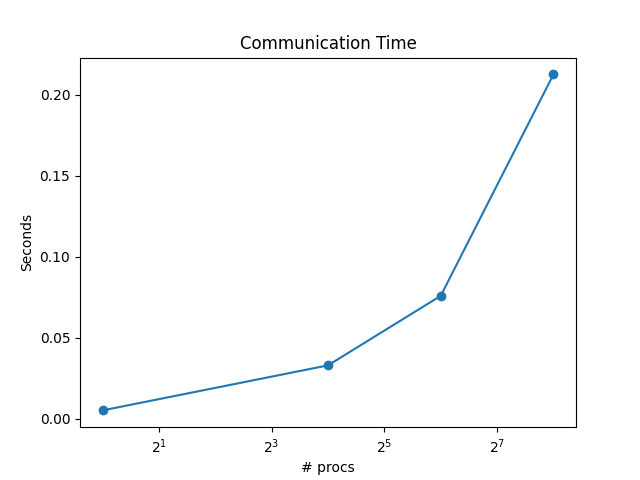 Communication Time
0.20
0.15
0.10
0.05
0.00
Seconds
2¹ 2³ 2⁵ 2⁷
# procs